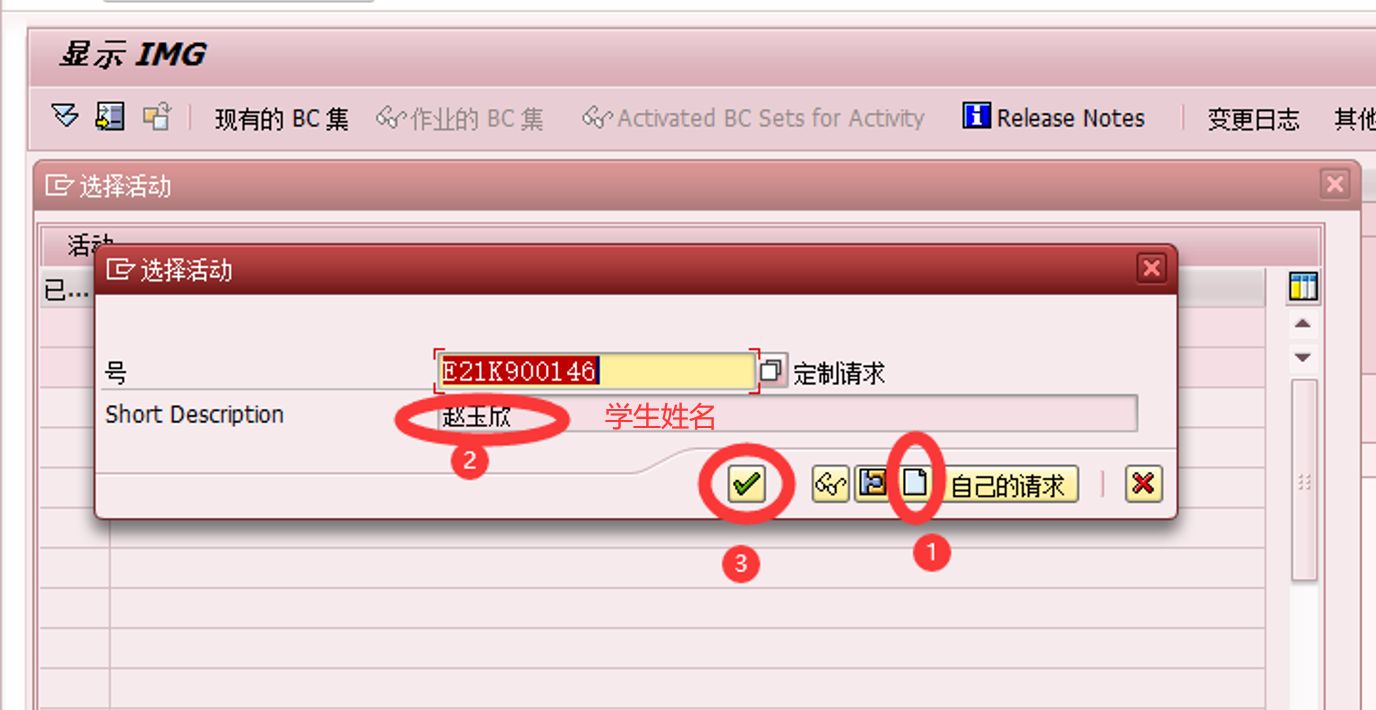 显示 IMG
现有的 BC 集 作业的 BC 集 Activated BC Sets for Activity Release Notes 变更日志 其他
选择活动
活动
选择活动
已...
号 E21K900146 定制请求
Short Description 赵玉欣 学生姓名
2
自己的请求
3 1